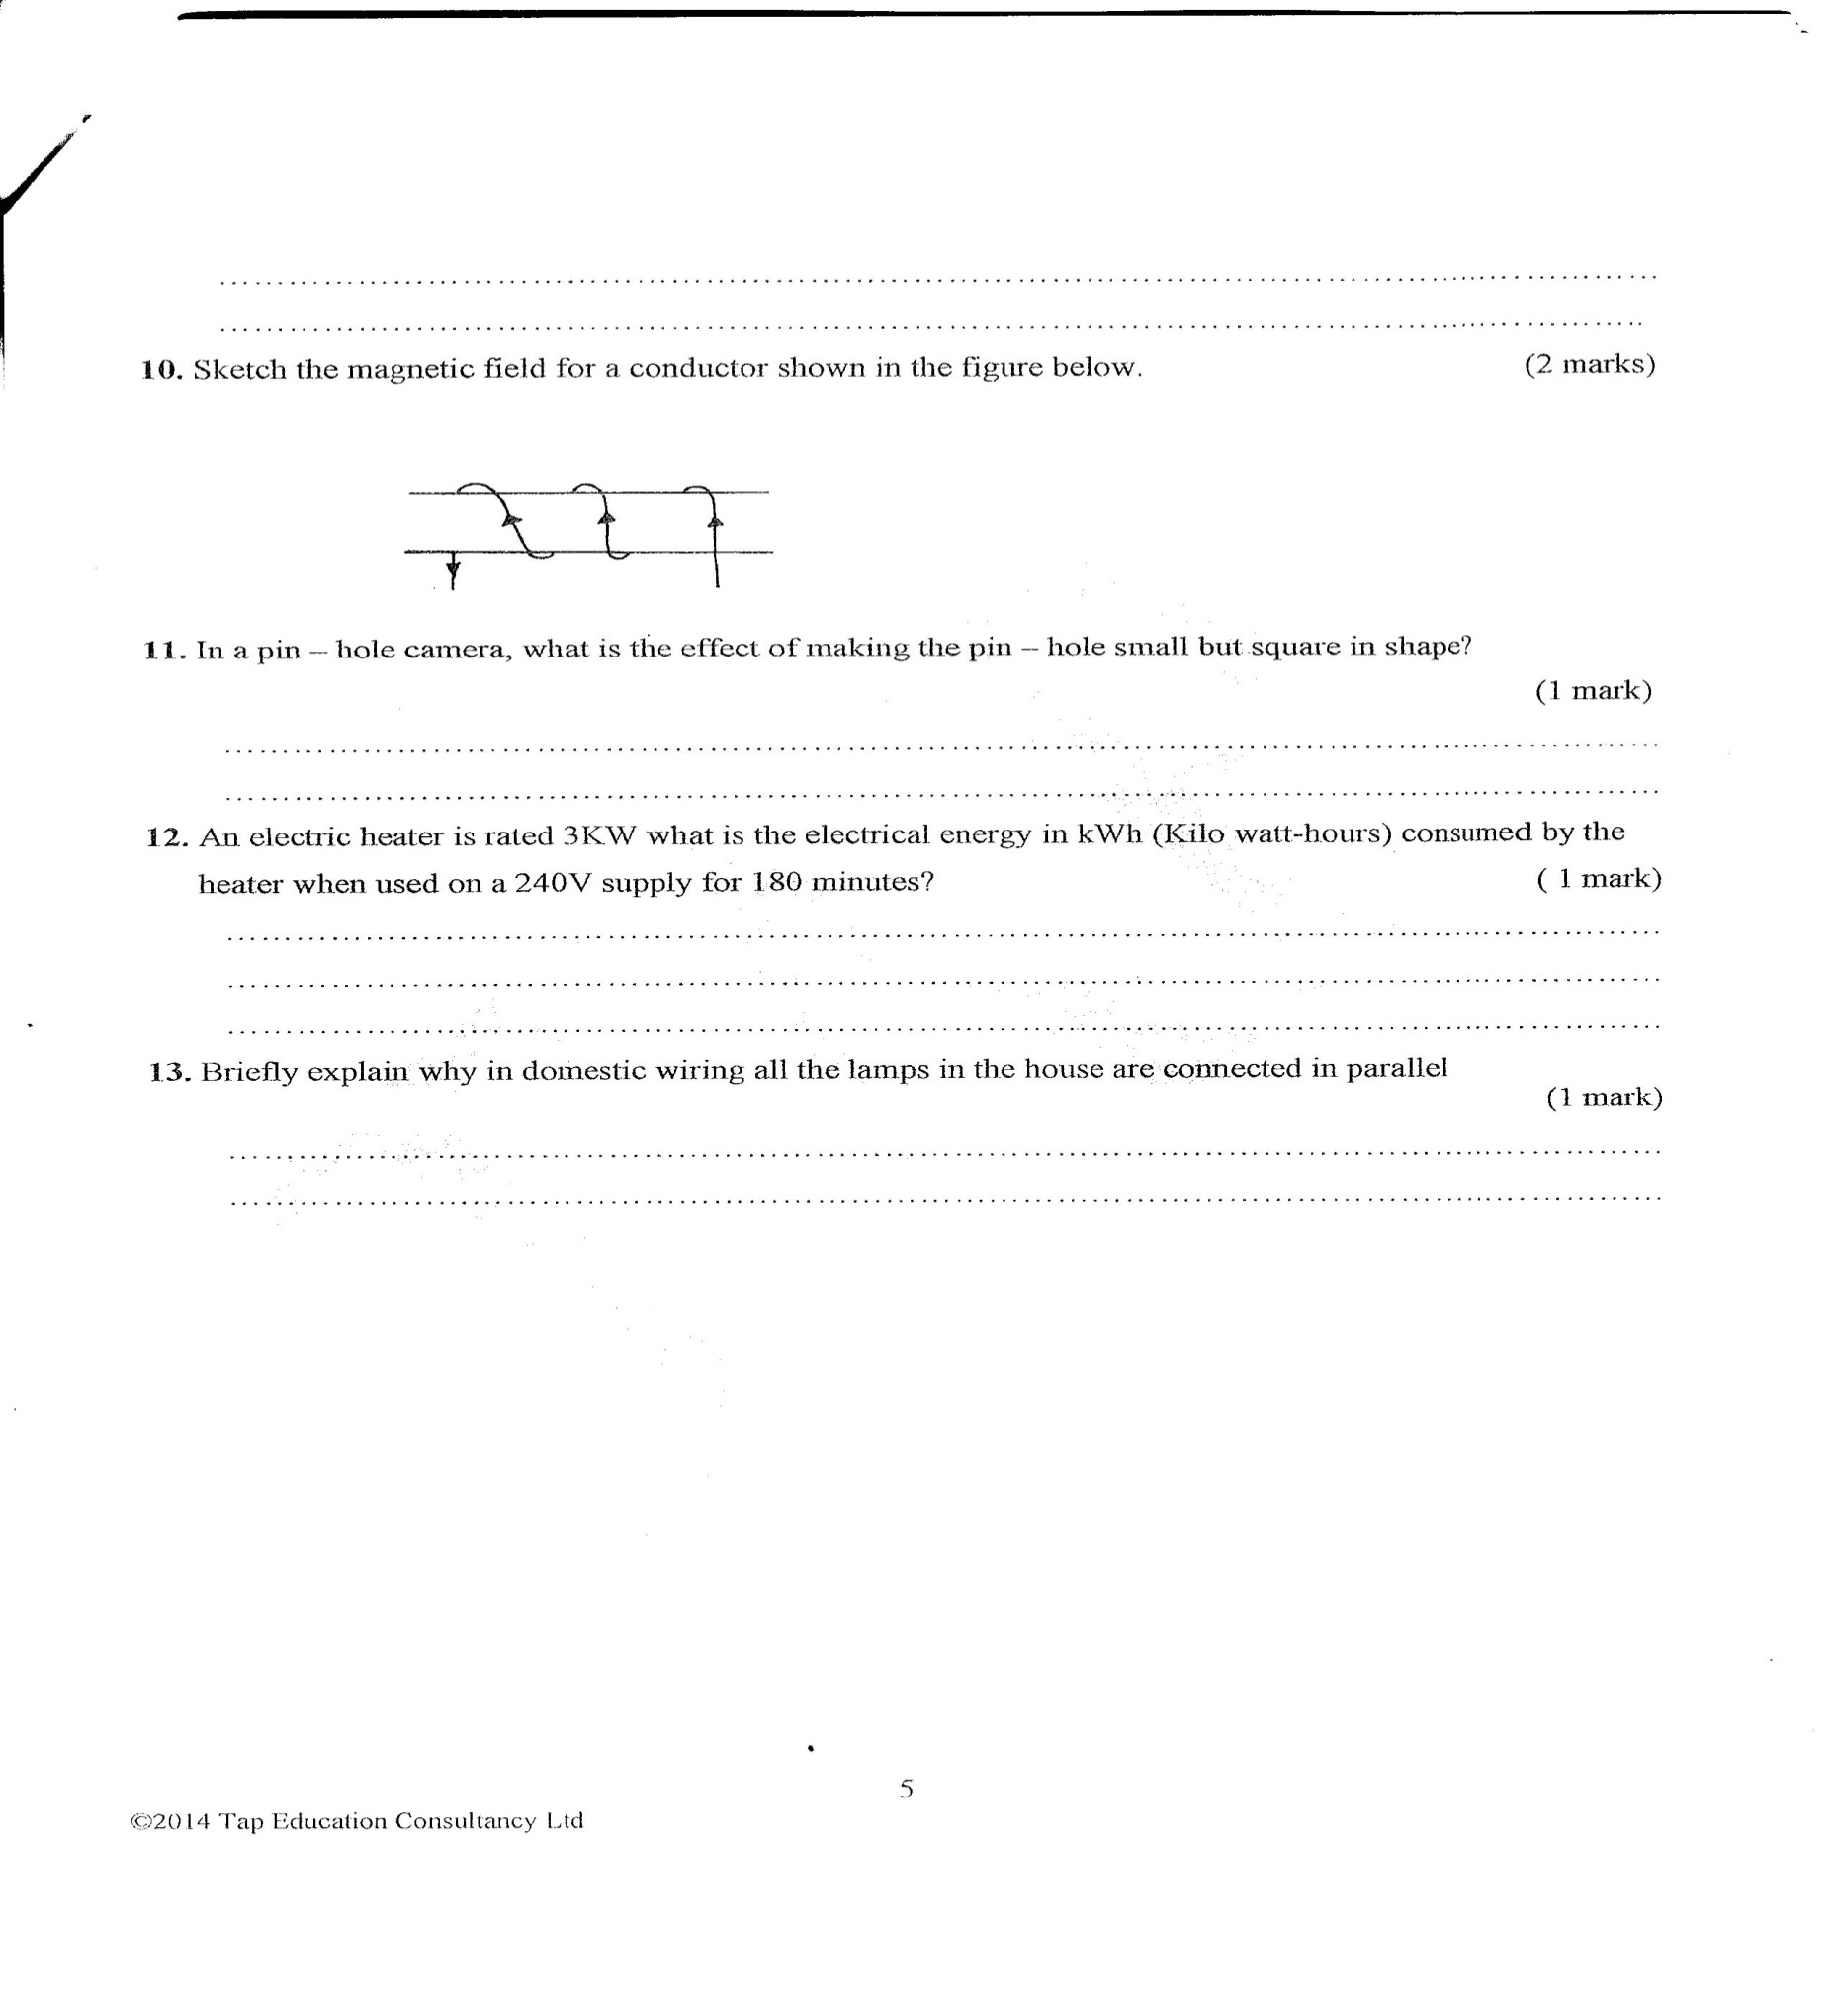 10. Sketch the magnetic field for a conductor shown in the figure below. (2 marks)
11. In a pin – hole camera, what is the effect of making the pin – hole small but square in shape?
(1 mark)
12. An electric heater is rated 3KW what is the electrical energy in kWh (Kilo watt-hours) consumed by the
heater when used on a 240V supply for 180 minutes? ( 1 mark)
13. Briefly explain why in domestic wiring all the lamps in the house are connected in parallel
(1 mark)
5
©2014 Tap Education Consultancy Ltd